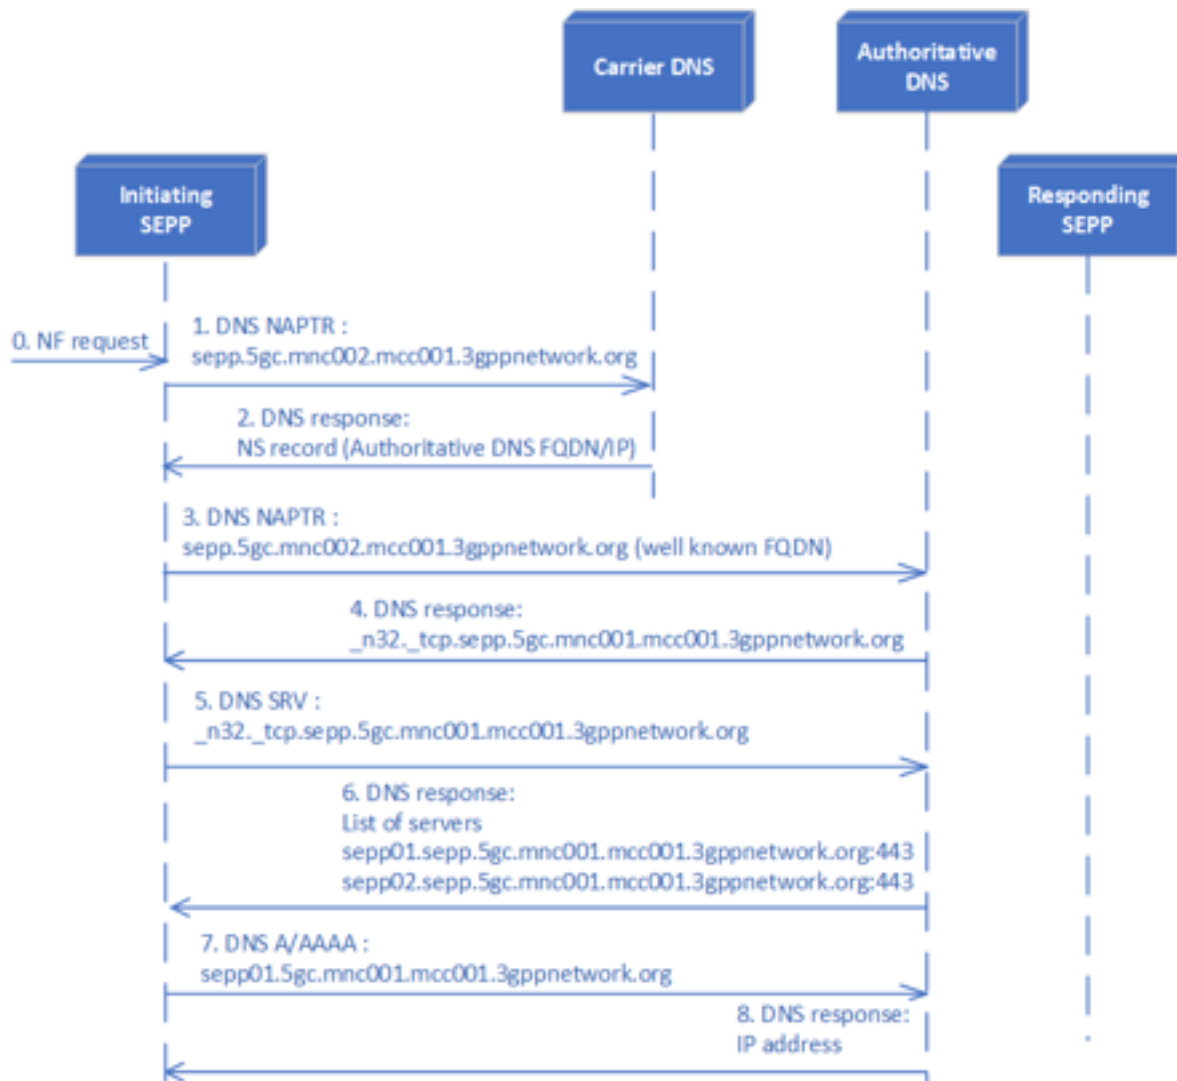 Carrier DNS
Authoritative
DNS
Initiating
SEPP
Responding
SEPP
0. NF request
1. DNS NAPTR :
sepp.5gc.mnc002.mcc001.3gppnetwork.org
2. DNS response:
NS record (Authoritative DNS FQDN/IP)
3. DNS NAPTR :
sepp.5gc.mnc002.mcc001.3gppnetwork.org (well known FQDN)
4. DNS response:
_n32._tcp.sepp.5gc.mnc001.mcc001.3gppnetwork.org
5. DNS SRV :
_n32._tcp.sepp.5gc.mnc001.mcc001.3gppnetwork.org
6. DNS response:
List of servers
sepp01.sepp.5gc.mnc001.mcc001.3gppnetwork.org:443
sepp02.sepp.5gc.mnc001.mcc001.3gppnetwork.org:443
7. DNS A/AAAA :
sepp01.5gc.mnc001.mcc001.3gppnetwork.org
8. DNS response:
IP address